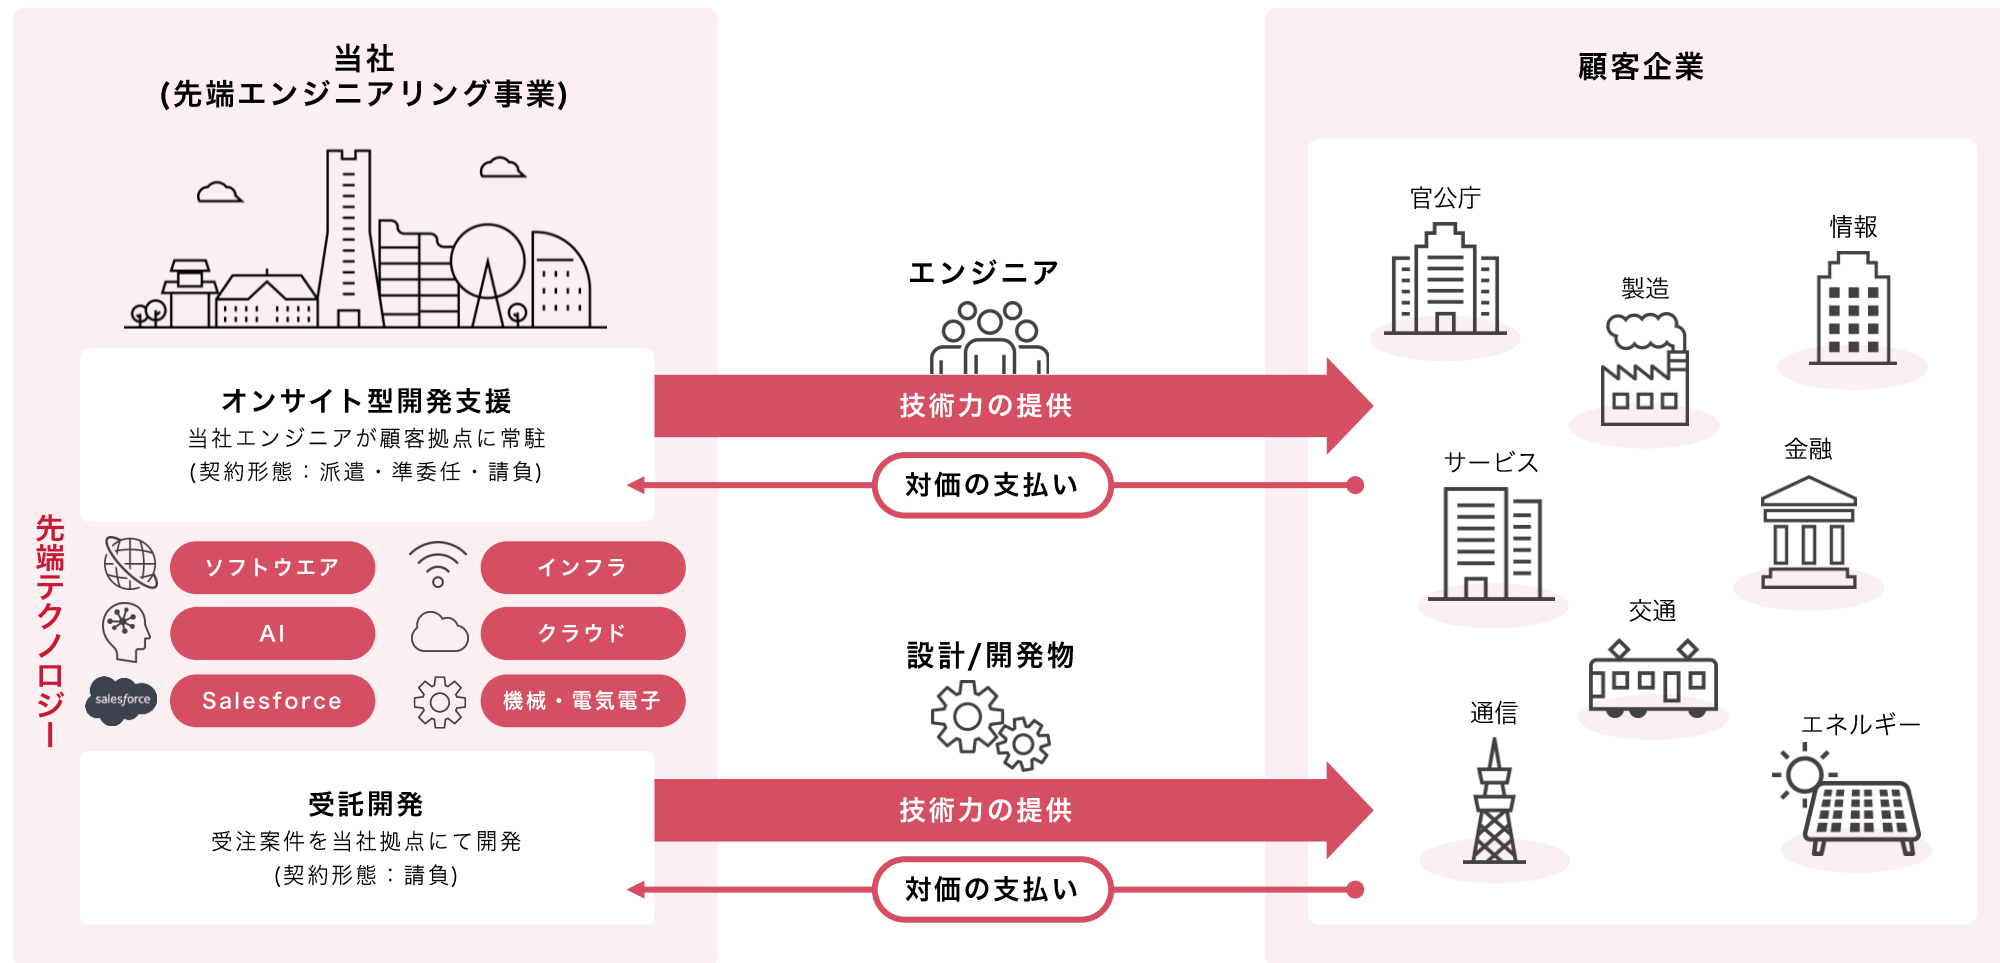 当社
(先端エンジニアリング事業)
オンサイト型開発支援
当社エンジニアが顧客拠点に常駐
(契約形態：派遣・準委任・請負)
先端テクノロジー
ソフトウエア
インフラ
AI
クラウド
salesforce
Salesforce
機械・電気電子
受託開発
受注案件を当社拠点にて開発
(契約形態：請負)
エンジニア
技術力の提供
対価の支払い
設計/開発物
技術力の提供
対価の支払い
顧客企業
官公庁
情報
製造
サービス
金融
交通
通信
エネルギー